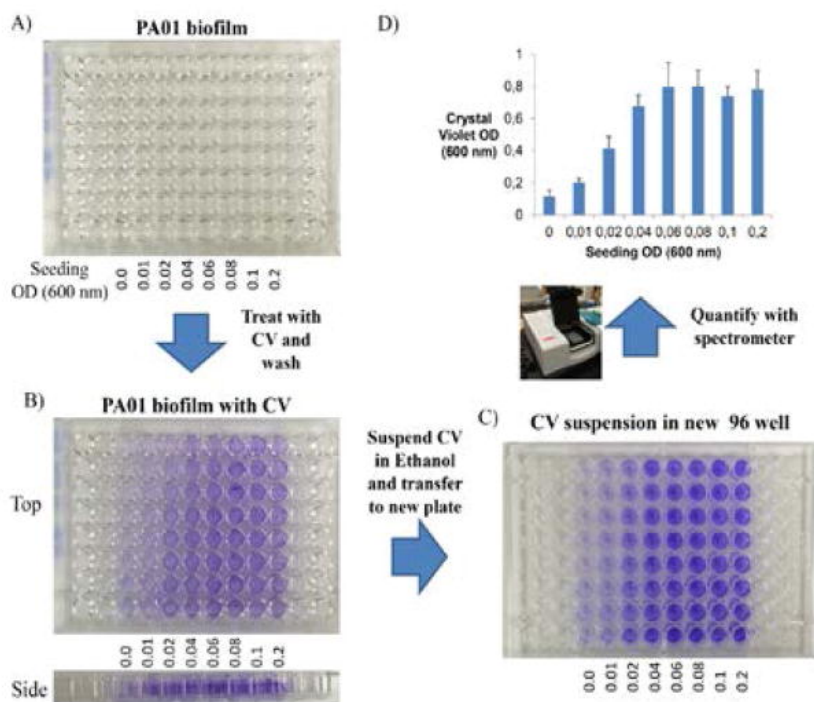 A)
PA01 biofilm
Seeding
OD (600 nm)
0.0
0.01
0.02
0.04
0.06
0.08
0.1
0.2
Treat with
CV and
wash
B)
PA01 biofilm with CV
Top
0.0
0.01
0.02
0.04
0.06
0.08
0.1
0.2
Side
Suspend CV
in Ethanol
and transfer
to new plate
C)
CV suspension in new 96 well
0.0
0.01
0.02
0.04
0.06
0.08
0.1
0.2
Quantify with
spectrometer
D)
Crystal
Violet OD
(600 nm)
1
0,8
0,6
0,4
0,2
0
0 0,01 0,02 0,04 0,06 0,08 0,1 0,2
Seeding OD (600 nm)